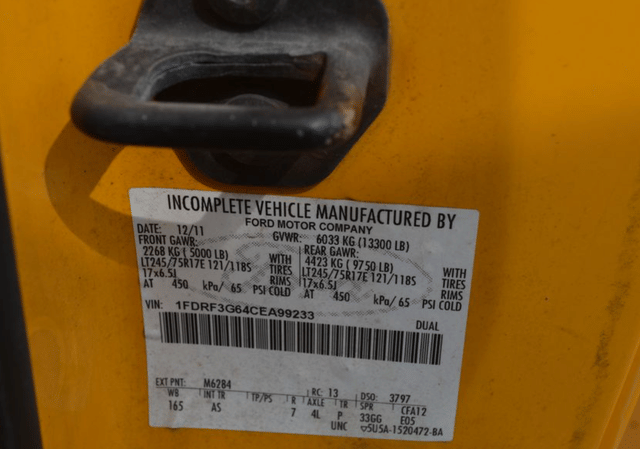 INCOMPLETE VEHICLE MANUFACTURED BY
FORD MOTOR COMPANY
DATE: 12/11 GVWR: 6033 KG (13300 LB)
FRONT GAWR: REAR GAWR:
2268 KG ( 5000 LB) WITH 4423 KG ( 9750 LB) WITH
LT245/75R17E 121/118S TIRES LT245/75R17E 121/118S TIRES
17x6.5J RIMS 17x6.5J RIMS
AT 450 kPa/ 65 PSI COLD AT 450 kPa/ 65 PSI COLD
VIN: 1FDRF3G64CEA99233
DUAL
EXT PNT: M6284 RC: 13 DSO: 3797
WB INT TR TP/PS R AXLE TR SPR CFA12
165 AS 7 4L P 33GG E05
UNC 5U5A-1520472-BA